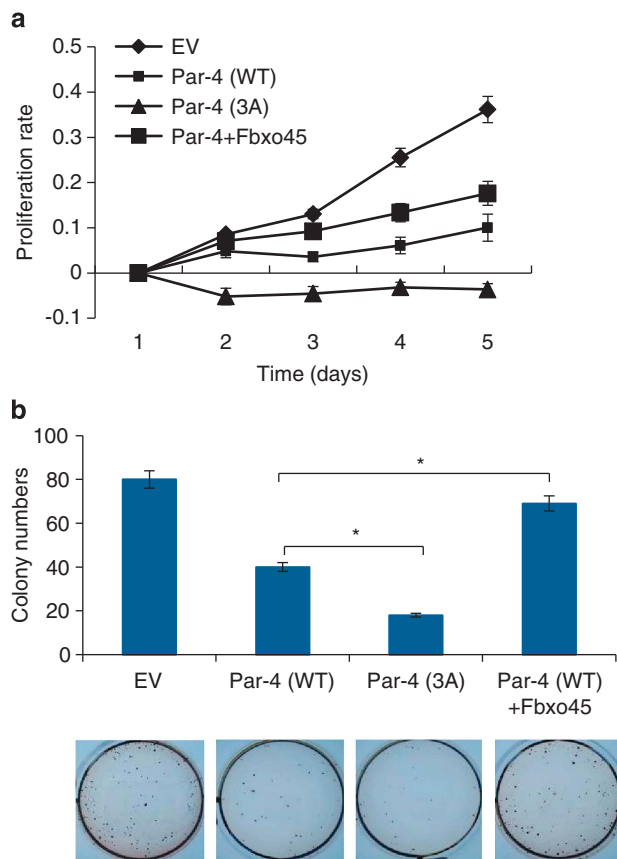 a
0.5
0.4
0.3
0.2
0.1
0
-0.1
Proliferation rate
EV
Par-4 (WT)
Par-4 (3A)
Par-4+Fbxo45
1 2 3 4 5
Time (days)
b
100
80
60
40
20
0
Colony numbers
*
*
EV Par-4 (WT) Par-4 (3A) Par-4 (WT)
+Fbxo45